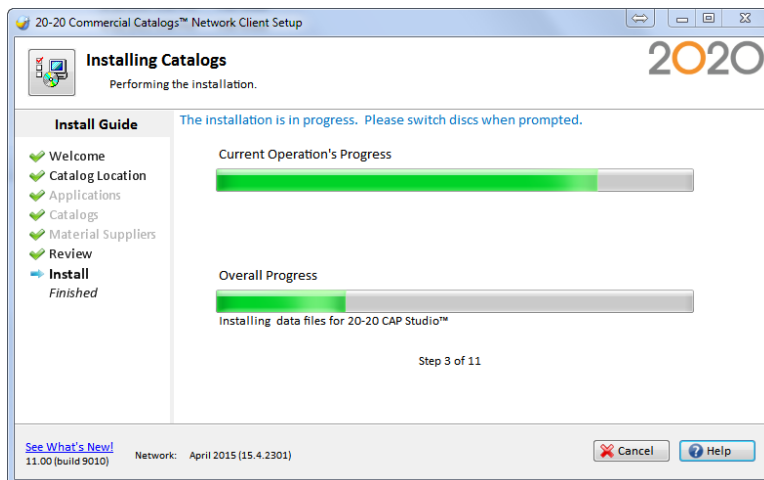 20-20 Commercial Catalogs™ Network Client Setup
Installing Catalogs
Performing the installation.
2020
Install Guide
Welcome
Catalog Location
Applications
Catalogs
Material Suppliers
Review
Install
Finished
The installation is in progress.  Please switch discs when prompted.
Current Operation's Progress
Overall Progress
Installing  data files for 20-20 CAP Studio™
Step 3 of 11
See What's New!
11.00 (build 9010)
Network:   April 2015 (15.4.2301)
Cancel
Help